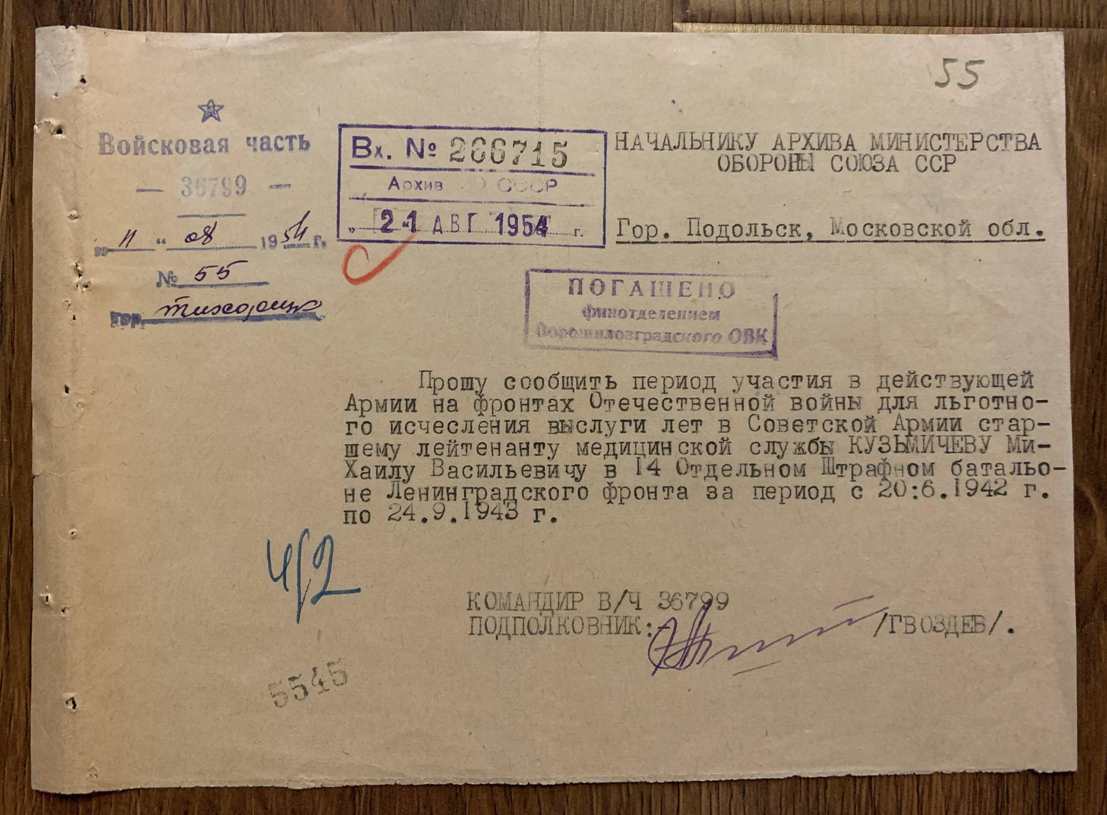 55
Войсковая часть
— 36799 —
„ 11 " 08 1954 г.
№ 55
гор. Тихорецк
Вх. № 266715
Архив МО СССР
„ 21 АВГ 1954 г.
НАЧАЛЬНИКУ АРХИВА МИНИСТЕРСТВА
ОБОРОНЫ СОЮЗА ССР
Гор. Подольск, Московской обл.
ПОГАШЕНО
финотделением
Ворошиловградского ОВК
Прошу сообщить период участия в действующей
Армии на фронтах Отечественной войны для льготно-
го исчесления выслуги лет в Советской Армии стар-
шему лейтенанту медицинской службы КУЗЬМИЧЕВУ Ми-
Хаилу Васильевичу в 14 Отдельном Штрафном батальо-
не Ленинградского фронта за период с 20:6.1942 г.
по 24.9.1943 г.
КОМАНДИР В/Ч 36799
ПОДПОЛКОВНИК: /ГВОЗДЕВ/.
5545